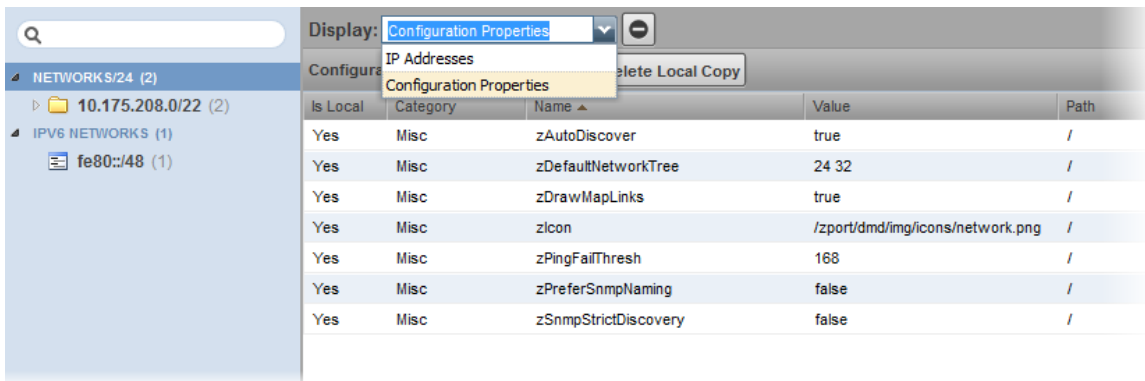 Display: Configuration Properties
IP Addresses
Configuration Properties
Configura elete Local Copy
NETWORKS/24 (2)
10.175.208.0/22 (2)
IPV6 NETWORKS (1)
fe80::/48 (1)
Is Local Category Name Value Path
Yes Misc zAutoDiscover true /
Yes Misc zDefaultNetworkTree 24 32 /
Yes Misc zDrawMapLinks true /
Yes Misc zIcon /zport/dmd/img/icons/network.png /
Yes Misc zPingFailThresh 168 /
Yes Misc zPreferSnmpNaming false /
Yes Misc zSnmpStrictDiscovery false /